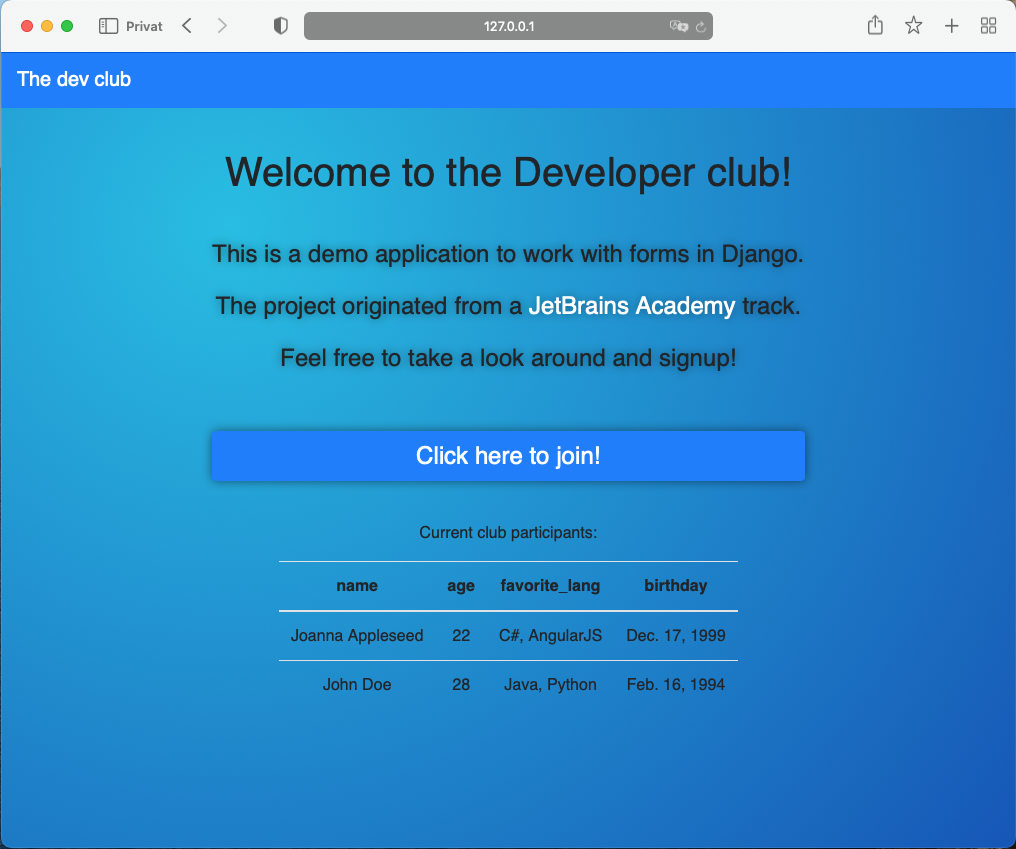 Privat
127.0.0.1
The dev club
Welcome to the Developer club!
This is a demo application to work with forms in Django.
The project originated from a JetBrains Academy track.
Feel free to take a look around and signup!
Click here to join!
Current club participants:
name age favorite_lang birthday
Joanna Appleseed 22 C#, AngularJS Dec. 17, 1999
John Doe 28 Java, Python Feb. 16, 1994